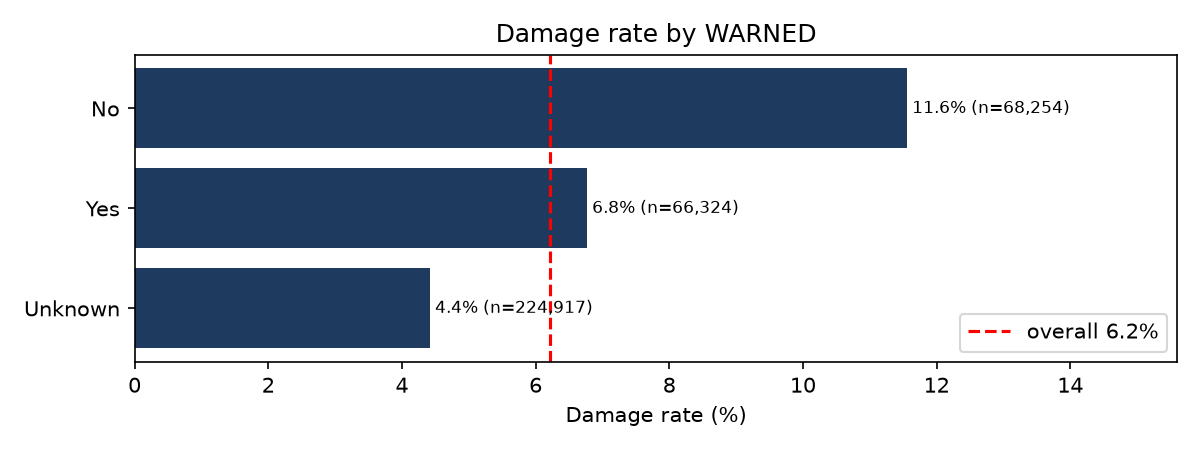 Damage rate by WARNED
No
11.6% (n=68,254)
Yes
6.8% (n=66,324)
Unknown
4.4% (n=224,917)
overall 6.2%
0 2 4 6 8 10 12 14
Damage rate (%)